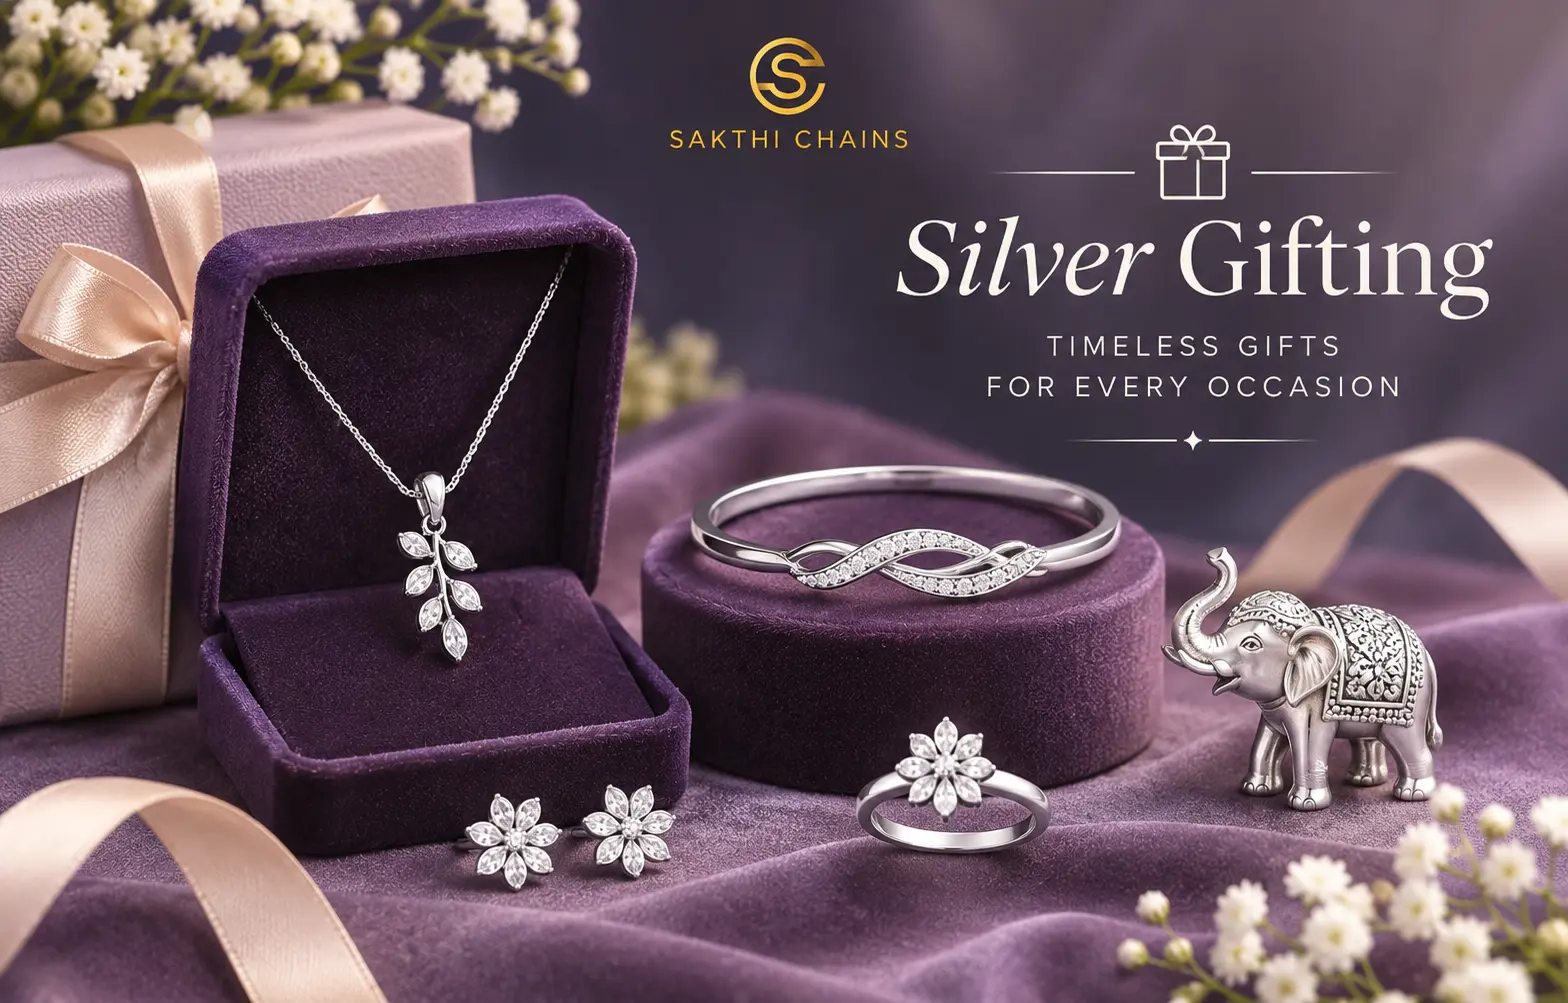 SAKTHI CHAINS
Silver Gifting
TIMELESS GIFTS
FOR EVERY OCCASION